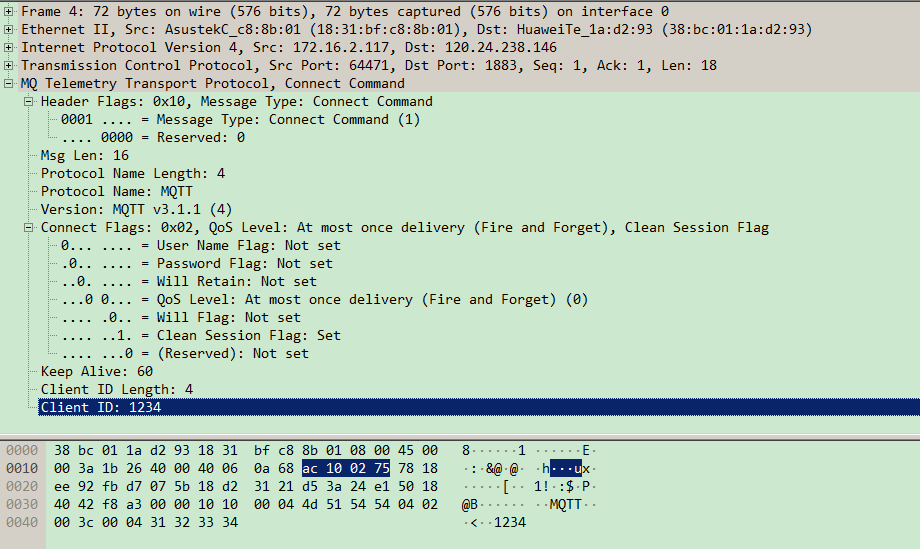 Frame 4: 72 bytes on wire (576 bits), 72 bytes captured (576 bits) on interface 0
Ethernet II, Src: AsustekC_c8:8b:01 (18:31:bf:c8:8b:01), Dst: HuaweiTe_1a:d2:93 (38:bc:01:1a:d2:93)
Internet Protocol Version 4, Src: 172.16.2.117, Dst: 120.24.238.146
Transmission Control Protocol, Src Port: 64471, Dst Port: 1883, Seq: 1, Ack: 1, Len: 18
MQ Telemetry Transport Protocol, Connect Command
Header Flags: 0x10, Message Type: Connect Command
0001 .... = Message Type: Connect Command (1)
.... 0000 = Reserved: 0
Msg Len: 16
Protocol Name Length: 4
Protocol Name: MQTT
Version: MQTT v3.1.1 (4)
Connect Flags: 0x02, QoS Level: At most once delivery (Fire and Forget), Clean Session Flag
0... .... = User Name Flag: Not set
.0.. .... = Password Flag: Not set
..0. .... = Will Retain: Not set
...0 0... = QoS Level: At most once delivery (Fire and Forget) (0)
.... .0.. = Will Flag: Not set
.... ..1. = Clean Session Flag: Set
.... ...0 = (Reserved): Not set
Keep Alive: 60
Client ID Length: 4
Client ID: 1234
0000 38 bc 01 1a d2 93 18 31 bf c8 8b 01 08 00 45 00 8······1 ······E·
0010 00 3a 1b 26 40 00 40 06 0a 68 ac 10 02 75 78 18 ·:·&@·@· ·h···ux·
0020 ee 92 fb d7 07 5b 18 d2 31 21 d5 3a 24 e1 50 18 ·····[·· 1!·:$·P·
0030 40 42 f8 a3 00 00 10 10 00 04 4d 51 54 54 04 02 @B······ ··MQTT··
0040 00 3c 00 04 31 32 33 34 ·<··1234